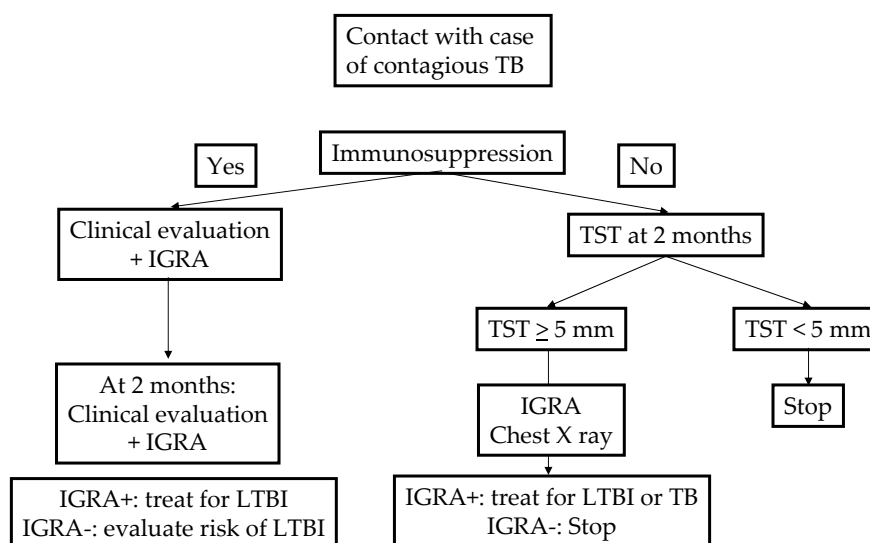 Contact with case
of contagious TB
Yes
Immunosuppression
No
Clinical evaluation
+ IGRA
TST at 2 months
TST ≥ 5 mm
TST < 5 mm
At 2 months:
Clinical evaluation
+ IGRA
IGRA
Chest X ray
Stop
IGRA+: treat for LTBI
IGRA-: evaluate risk of LTBI
IGRA+: treat for LTBI or TB
IGRA-: Stop